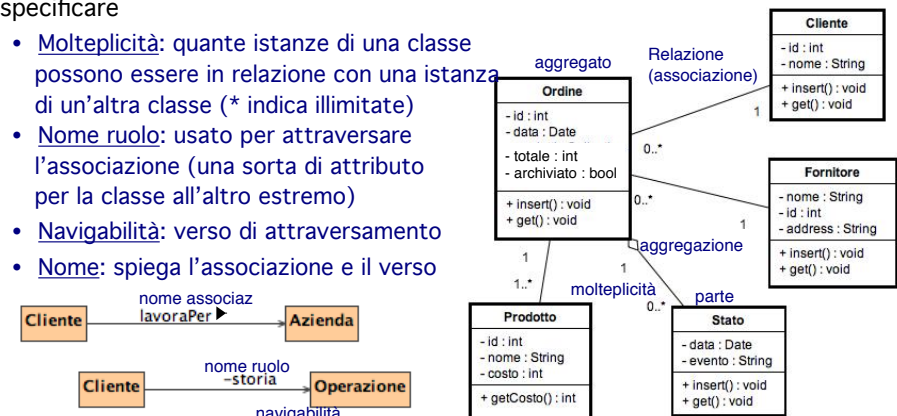 specificare
• Molteplicità: quante istanze di una classe
possono essere in relazione con una istanza
di un'altra classe (* indica illimitate)
• Nome ruolo: usato per attraversare
l'associazione (una sorta di attributo
per la classe all'altro estremo)
• Navigabilità: verso di attraversamento
• Nome: spiega l'associazione e il verso
nome associaz
Cliente
lavoraPer
Azienda
nome ruolo
Cliente
-storia
Operazione
navigabilità
aggregato
Ordine
- id : int
- data : Date
- totale : int
- archiviato : bool
+ insert() : void
+ get() : void
Relazione
(associazione)
Cliente
- id : int
- nome : String
+ insert() : void
+ get() : void
1
0..*
Fornitore
- nome : String
- id : int
- address : String
+ insert() : void
+ get() : void
0..*
1
aggregazione
1
1..*
1
molteplicità
0..*
parte
Prodotto
- id : int
- nome : String
- costo : int
+ getCosto() : int
Stato
- data : Date
- evento : String
+ insert() : void
+ get() : void